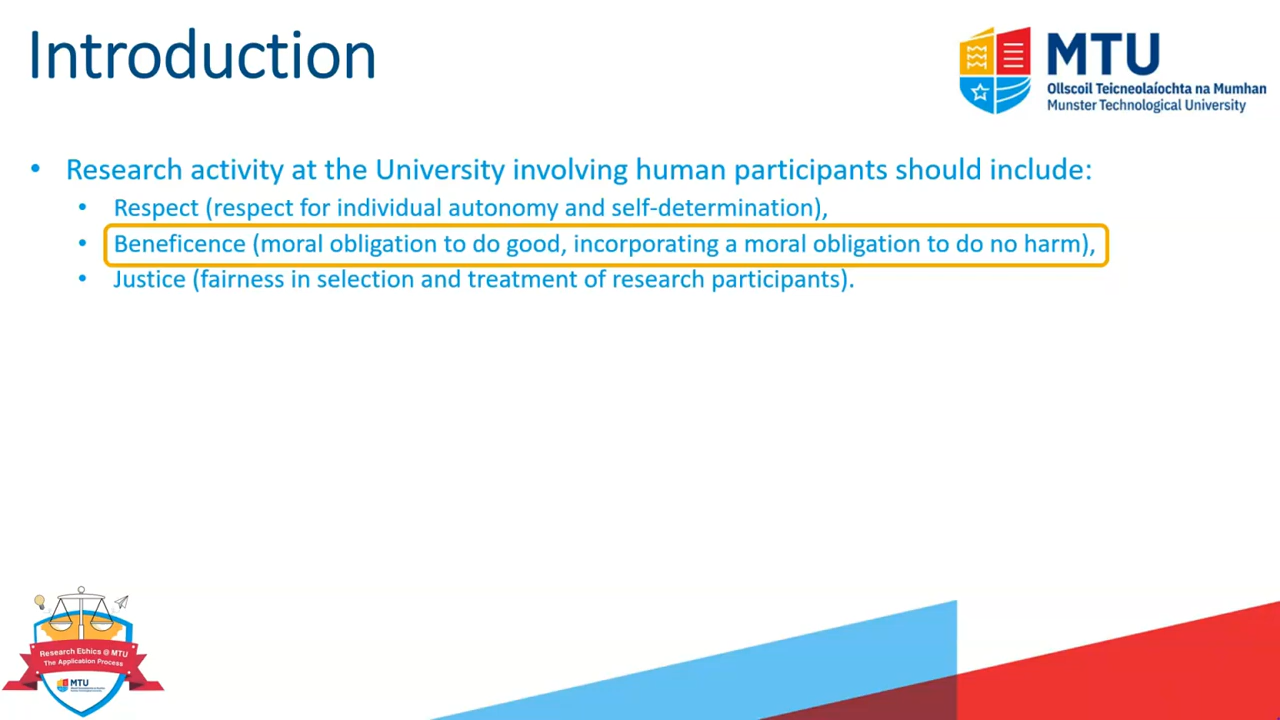 Introduction
MTU
Ollscoil Teicneolaíochta na Mumhan
Munster Technological University
• Research activity at the University involving human participants should include:
• Respect (respect for individual autonomy and self-determination),
• Beneficence (moral obligation to do good, incorporating a moral obligation to do no harm),
• Justice (fairness in selection and treatment of research participants).
Research Ethics @ MTU
The Application Process
MTU